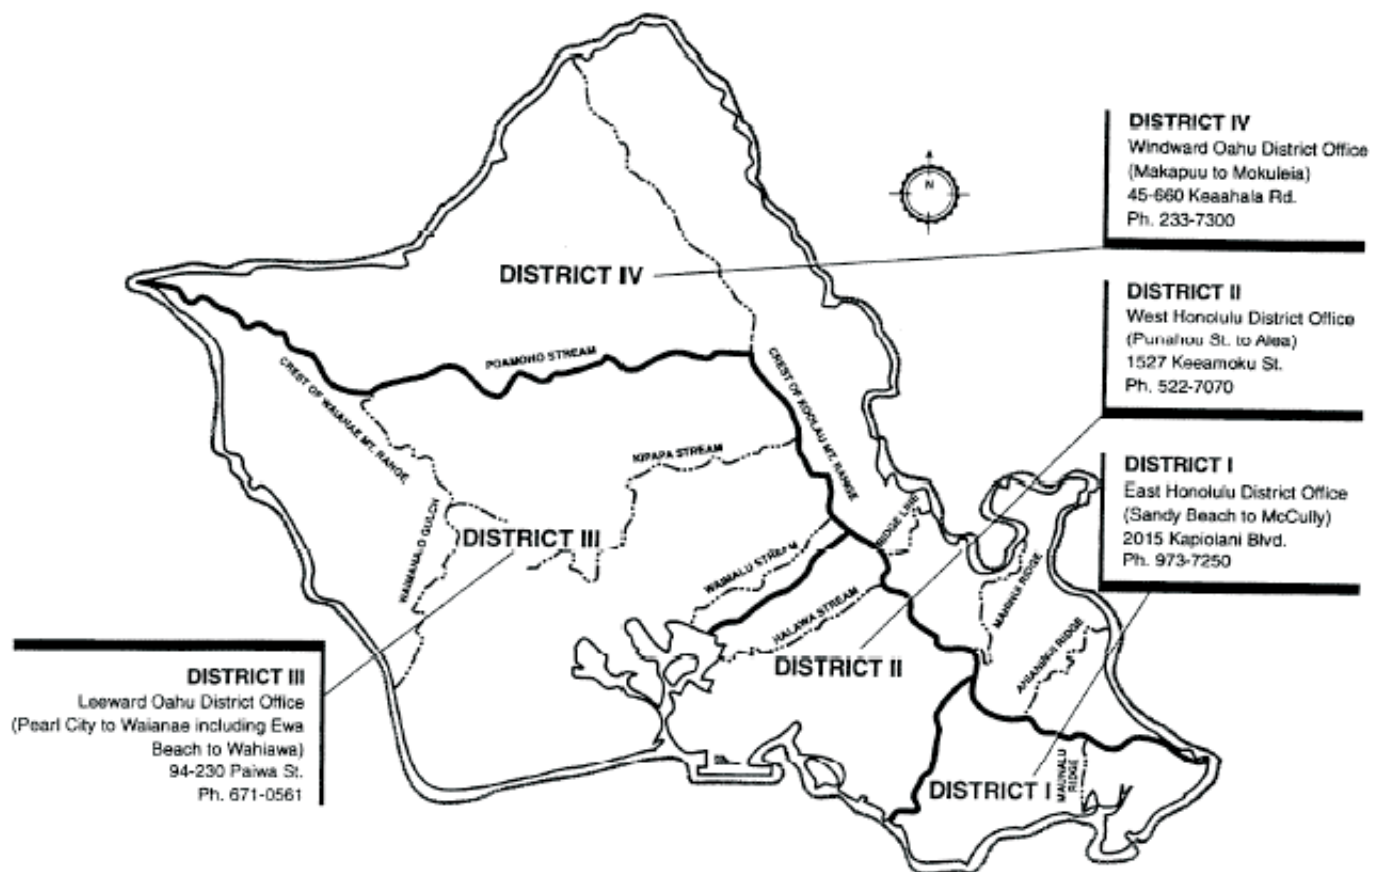 DISTRICT IV
Windward Oahu District Office
(Makapuu to Mokuleia)
45-660 Keaahala Rd.
Ph. 233-7300
N
DISTRICT IV
DISTRICT II
West Honolulu District Office
(Punahou St. to Aiea)
1527 Keeamoku St.
Ph. 522-7070
POAMOHO STREAM
CREST OF WAIANAE MT. RANGE
CREST OF KOOLAU MT. RANGE
KIPAPA STREAM
DISTRICT I
East Honolulu District Office
(Sandy Beach to McCully)
2015 Kapiolani Blvd.
Ph. 973-7250
WAIMANALO GULCH
DISTRICT III
RIDGE LINE
WAIMALU STREAM
HALAWA STREAM
MAHINUI RIDGE
ANIANINUI RIDGE
DISTRICT II
DISTRICT III
Leeward Oahu District Office
(Pearl City to Waianae including Ewa
Beach to Wahiawa)
94-230 Paiwa St.
Ph. 671-0561
DISTRICT I
MAUNALU
RIDGE